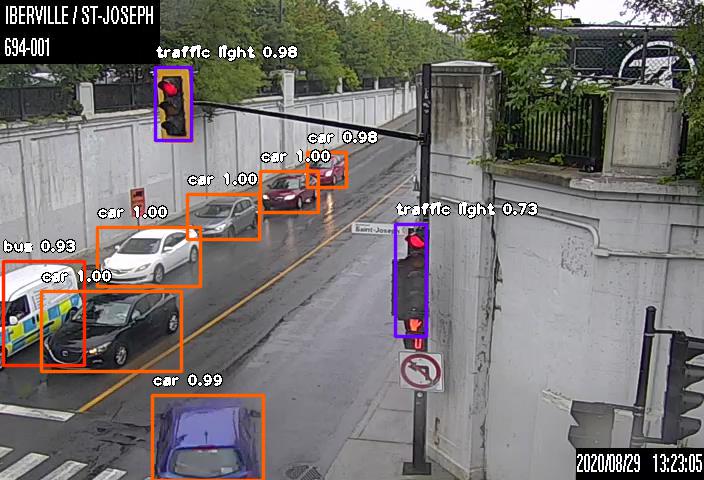 IBERVILLE / ST-JOSEPH
694-001
traffic light 0.98
car 0.98
car 1.00
car 1.00
traffic light 0.73
car 1.00
Saint-Joseph
bus 0.93
car 1.00
car 0.99
2020/08/29 13:23:05